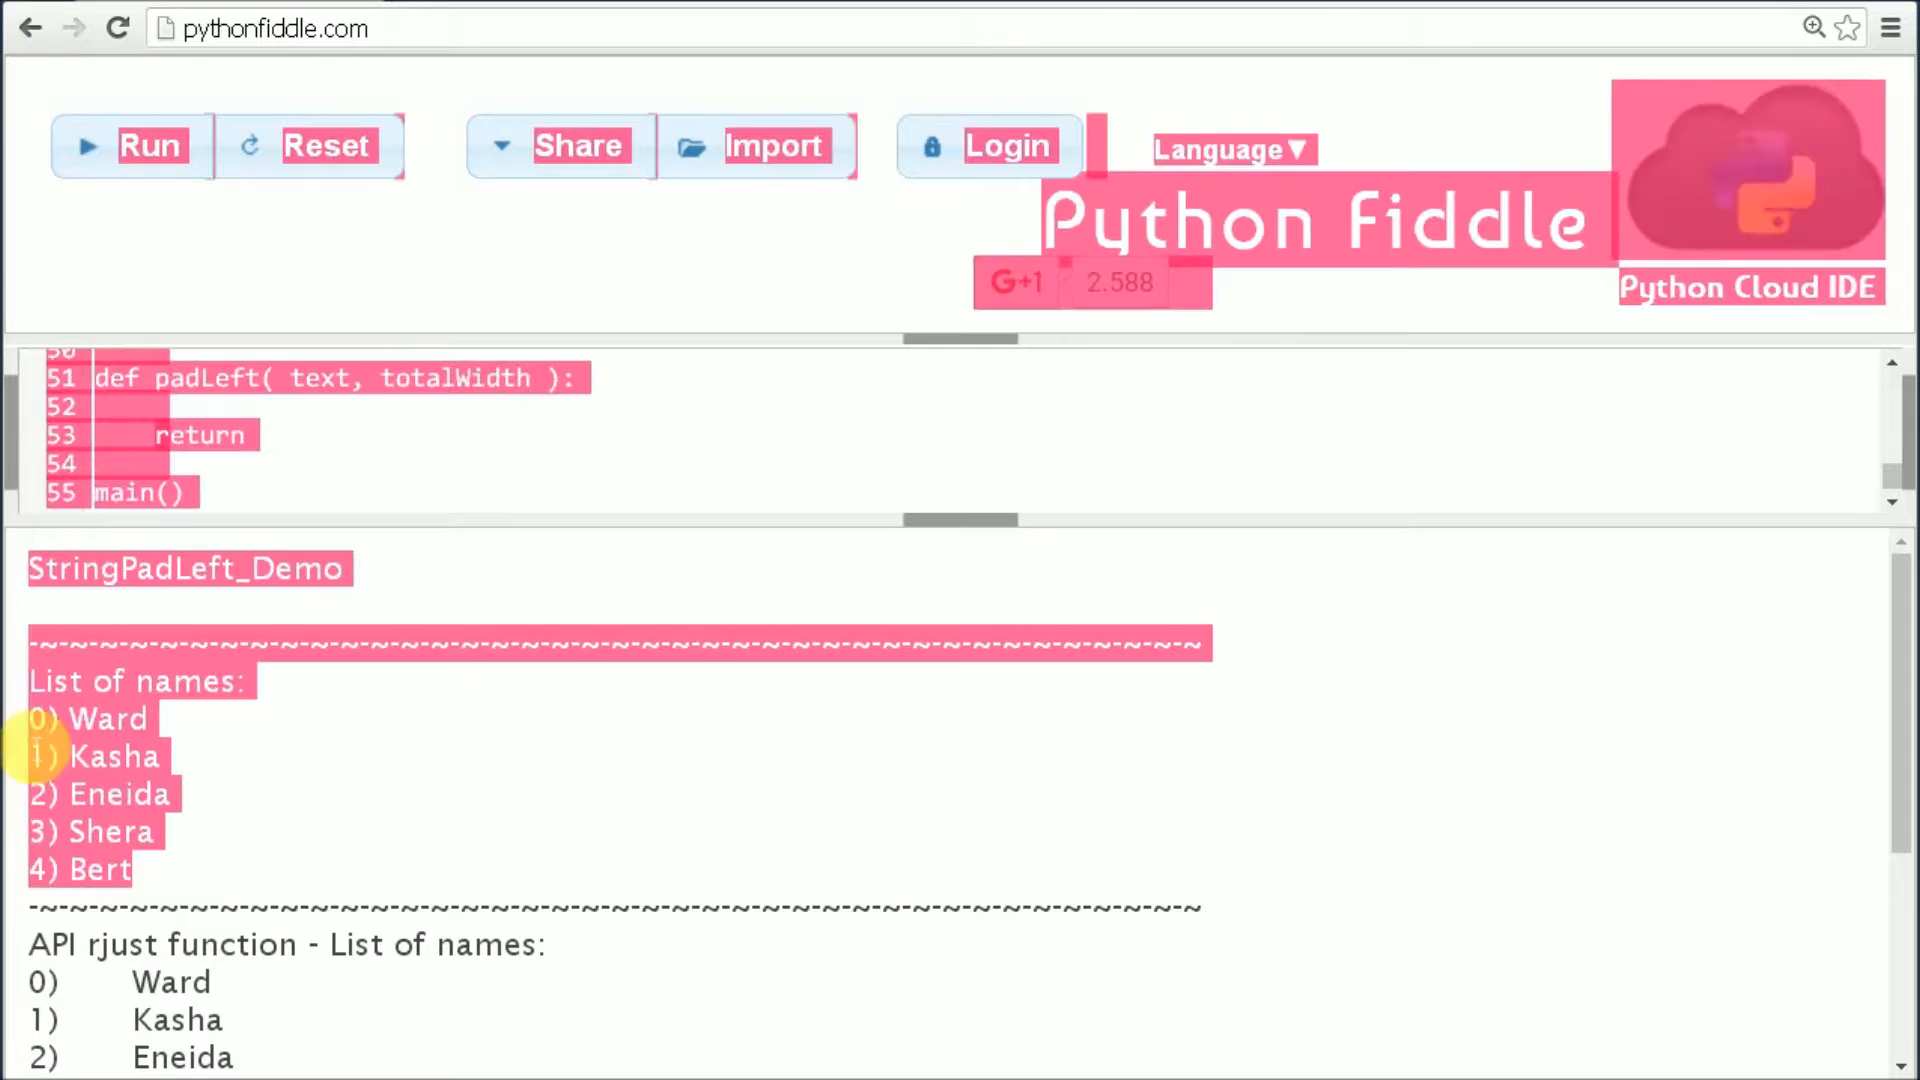 pythonfiddle.com
Run Reset Share Import Login Language▼
Python Fiddle
G+1 2.588
Python Cloud IDE
50
51 def padLeft( text, totalWidth ):
52
53 return
54
55 main()
StringPadLeft_Demo
-~-~-~-~-~-~-~-~-~-~-~-~-~-~-~-~-~-~-~-~-~-~-~-~-~-~-~-~-~-~-~-~-~-~-~-~-~-~-~
List of names:
0) Ward
1) Kasha
2) Eneida
3) Shera
4) Bert
-~-~-~-~-~-~-~-~-~-~-~-~-~-~-~-~-~-~-~-~-~-~-~-~-~-~-~-~-~-~-~-~-~-~-~-~-~-~-~
API rjust function - List of names:
0) Ward
1) Kasha
2) Eneida